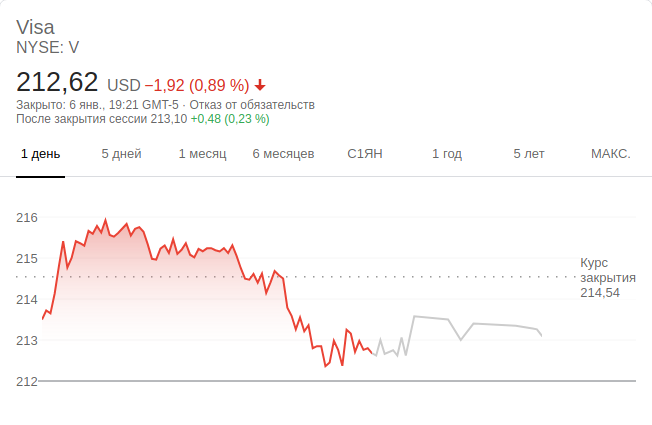 Visa
NYSE: V
212,62 USD −1,92 (0,89 %)
Закрыто: 6 янв., 19:21 GMT-5 · Отказ от обязательств
После закрытия сессии 213,10 +0,48 (0,23 %)
1 день 5 дней 1 месяц 6 месяцев С1ЯН 1 год 5 лет МАКС.
216
215
Курс
закрытия
214,54
214
213
212